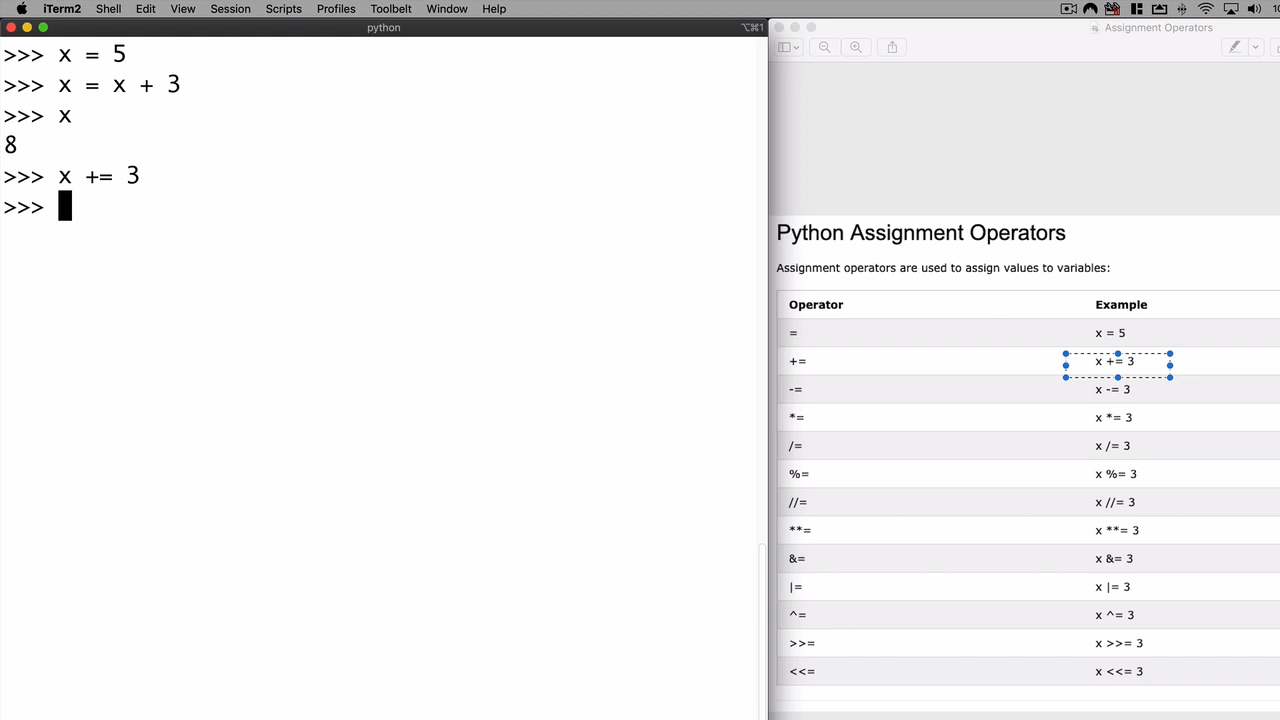 iTerm2 Shell Edit View Session Scripts Profiles Toolbelt Window Help
python ⌥⌘1
>>> x = 5
>>> x = x + 3
>>> x
8
>>> x += 3
>>>
Assignment Operators
Python Assignment Operators
Assignment operators are used to assign values to variables:
Operator Example
= x = 5
+= x += 3
-= x -= 3
*= x *= 3
/= x /= 3
%= x %= 3
//= x //= 3
**= x **= 3
&= x &= 3
|= x |= 3
^= x ^= 3
>>= x >>= 3
<<= x <<= 3